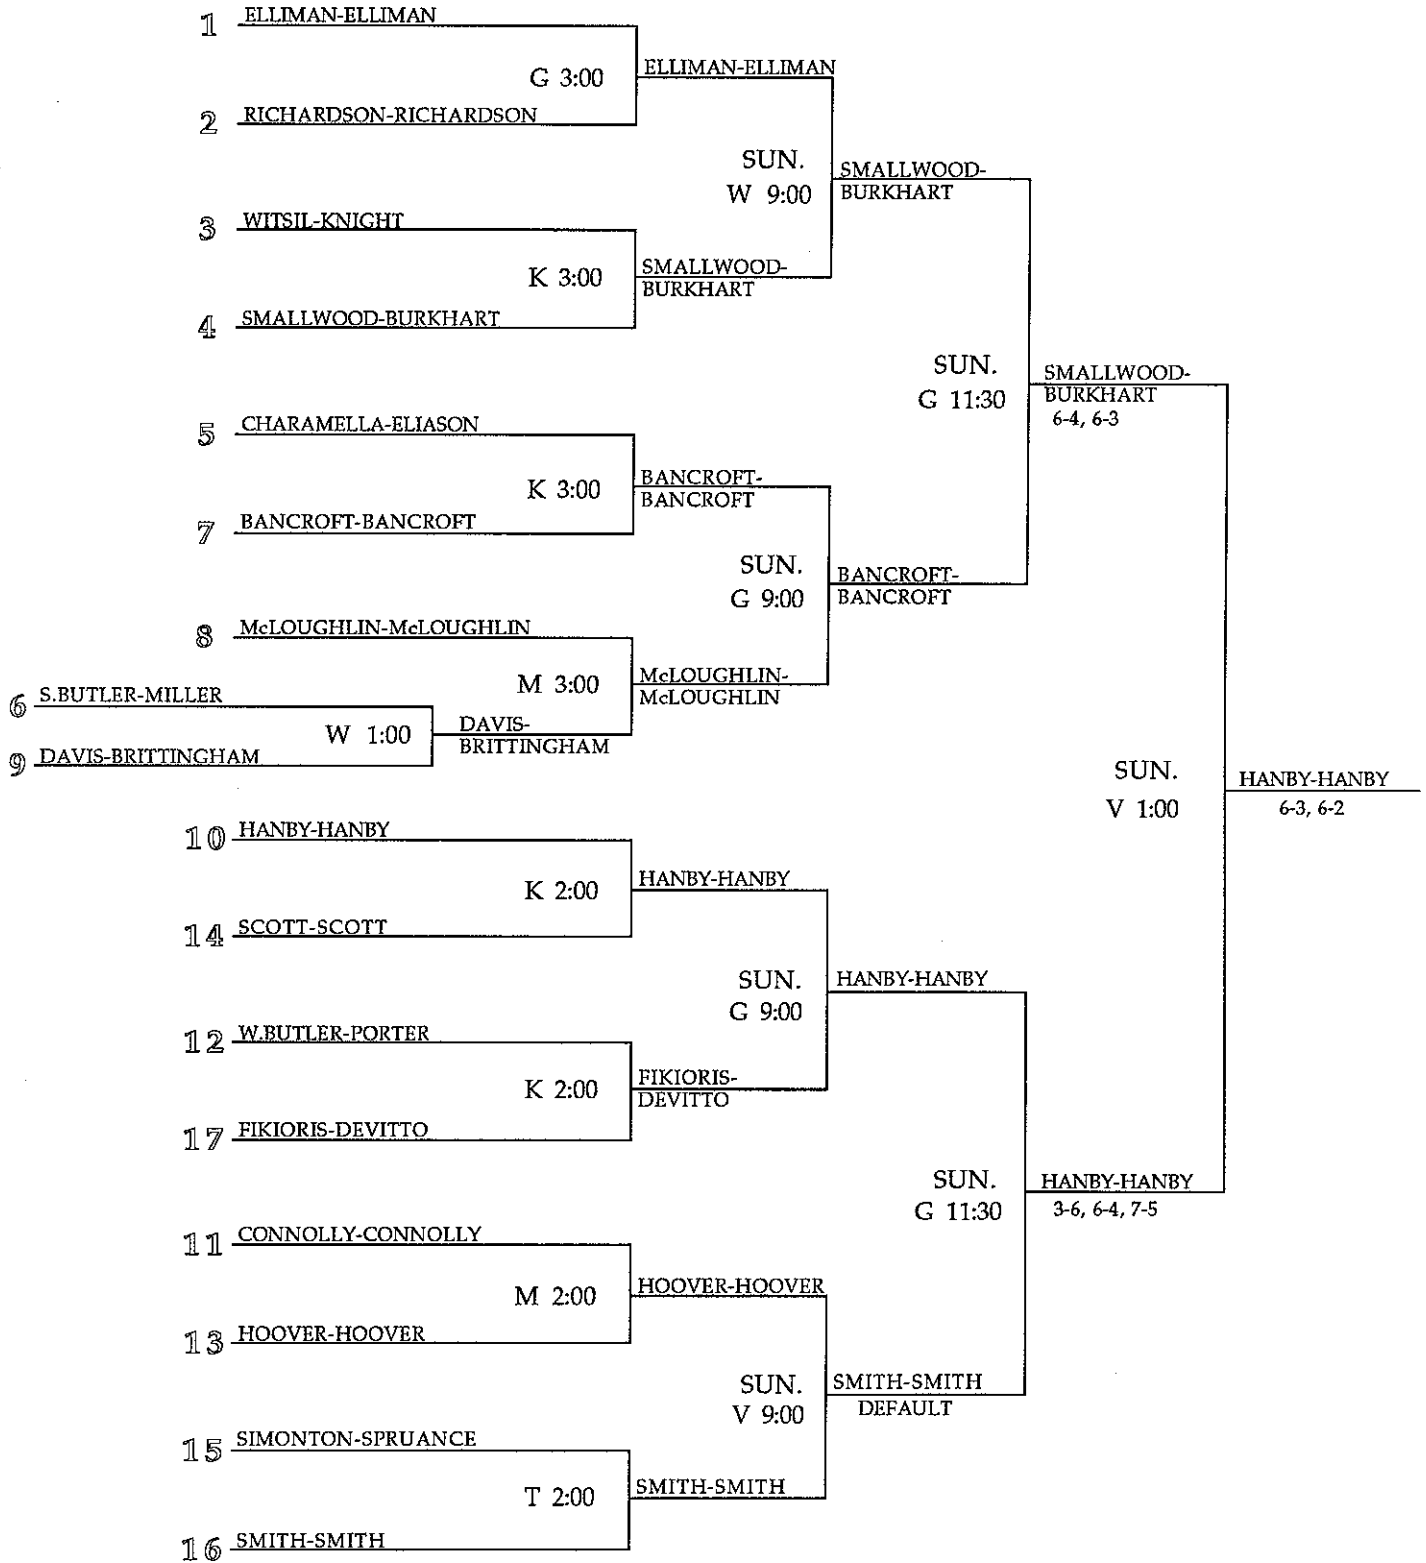 1 ELLIMAN-ELLIMAN
G 3:00
ELLIMAN-ELLIMAN
2 RICHARDSON-RICHARDSON
SUN.
W 9:00
SMALLWOOD-
BURKHART
3 WITSIL-KNIGHT
K 3:00
SMALLWOOD-
BURKHART
4 SMALLWOOD-BURKHART
SUN.
G 11:30
SMALLWOOD-
BURKHART
6-4, 6-3
5 CHARAMELLA-ELIASON
K 3:00
BANCROFT-
BANCROFT
7 BANCROFT-BANCROFT
SUN.
G 9:00
BANCROFT-
BANCROFT
8 McLOUGHLIN-McLOUGHLIN
M 3:00
McLOUGHLIN-
McLOUGHLIN
6 S.BUTLER-MILLER
W 1:00
DAVIS-
BRITTINGHAM
9 DAVIS-BRITTINGHAM
SUN.
V 1:00
HANBY-HANBY
6-3, 6-2
10 HANBY-HANBY
K 2:00
HANBY-HANBY
14 SCOTT-SCOTT
SUN.
G 9:00
HANBY-HANBY
12 W.BUTLER-PORTER
K 2:00
FIKIORIS-
DEVITTO
17 FIKIORIS-DEVITTO
SUN.
G 11:30
HANBY-HANBY
3-6, 6-4, 7-5
11 CONNOLLY-CONNOLLY
M 2:00
HOOVER-HOOVER
13 HOOVER-HOOVER
SUN.
V 9:00
SMITH-SMITH
DEFAULT
15 SIMONTON-SPRUANCE
T 2:00
SMITH-SMITH
16 SMITH-SMITH